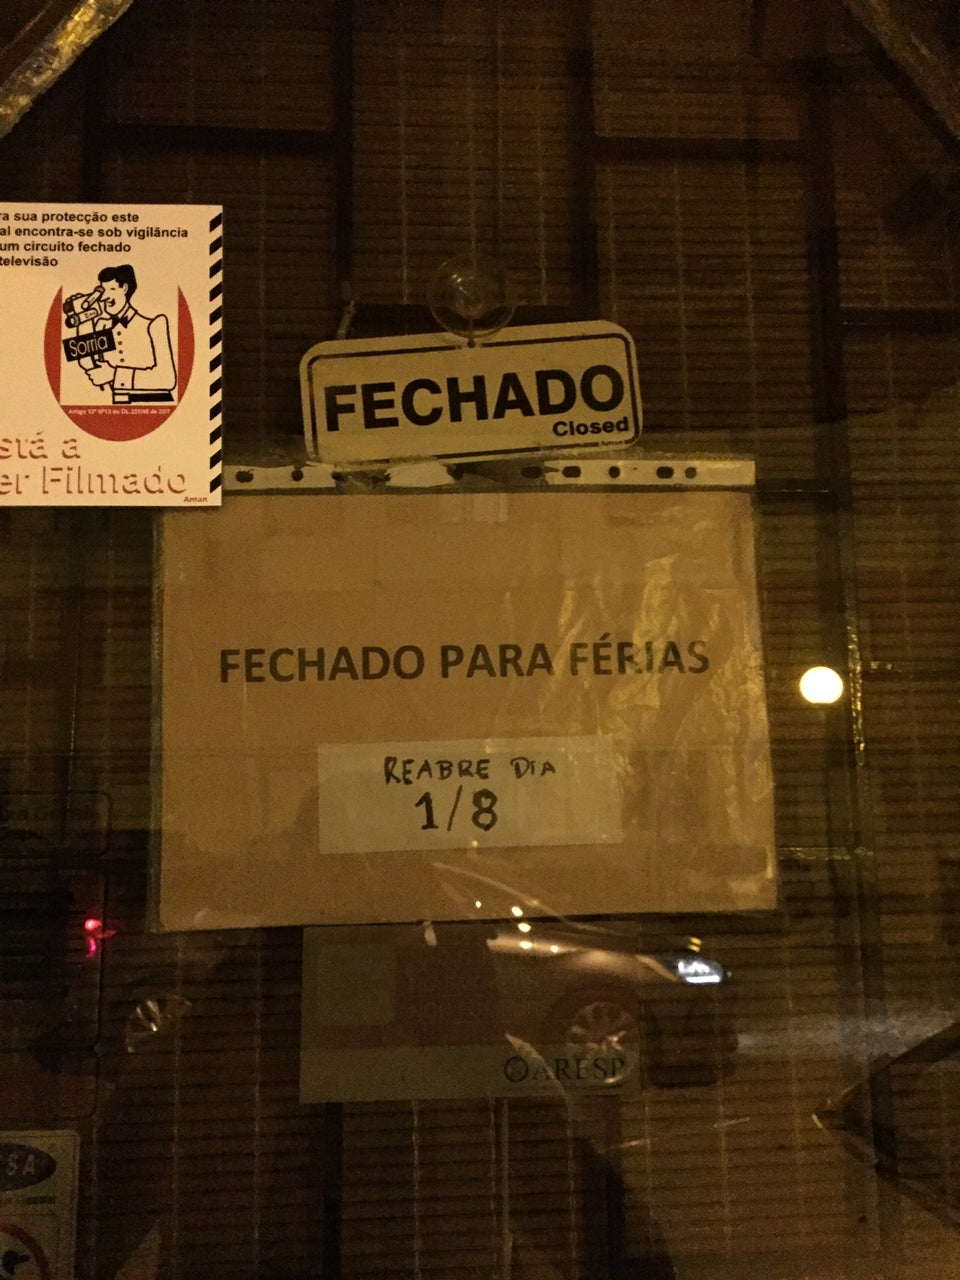 ra sua protecção este
al encontra-se sob vigilância
um circuito fechado
televisão
Sorria
stá a
er Filmado
Aman
FECHADO
Closed
FECHADO PARA FÉRIAS
REABRE DIA
1/8
ARESP
S.A